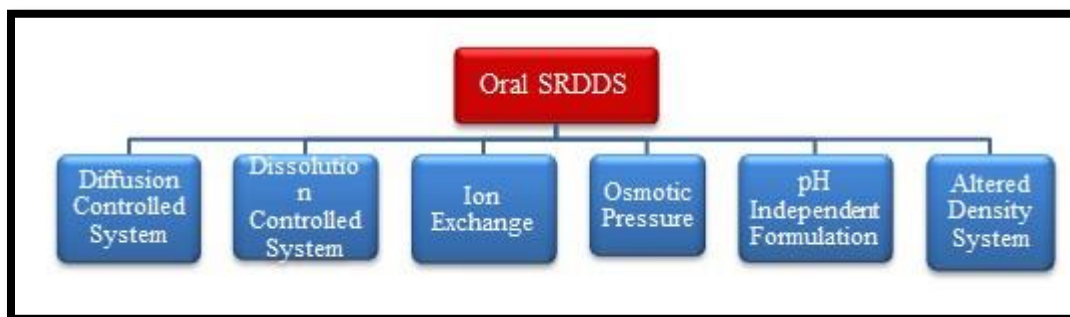 Oral SRDDS
Diffusion
Controlled
System
Dissolutio
n
Controlled
System
Ion
Exchange
Osmotic
Pressure
pH
Independent
Formulation
Altered
Density
System